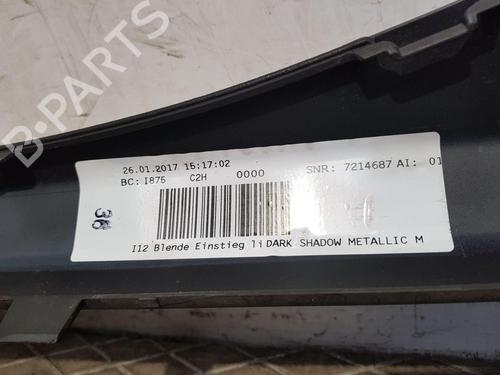 26.01.2017 15:17:02
BC: I875 C2H 0000 SNR: 7214687 AI: 01
36
I12 Blende Einstieg li DARK SHADOW METALLIC M